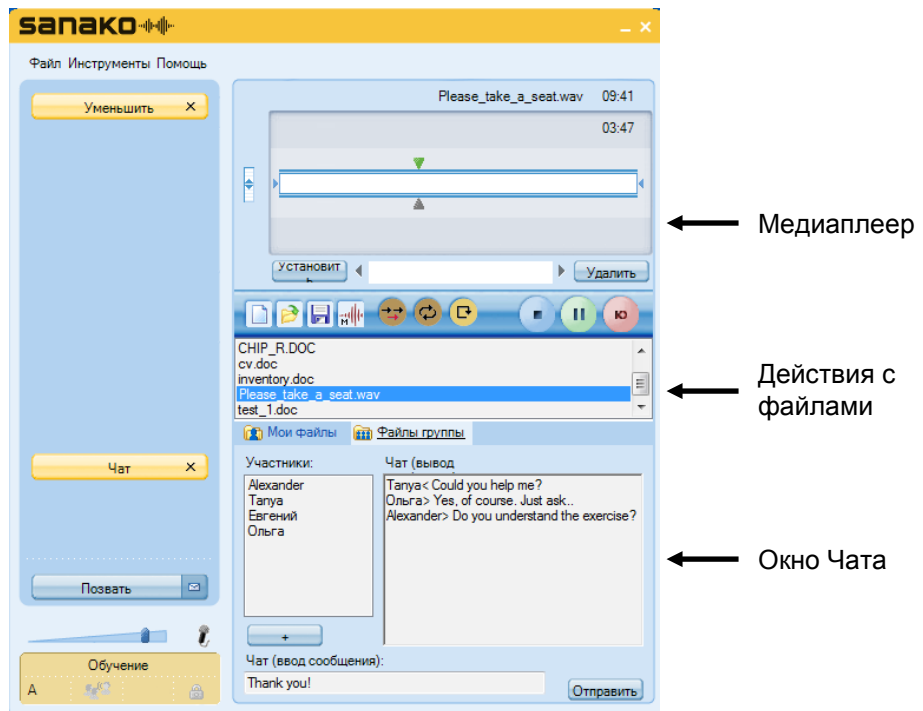 sanako
Файл Инструменты Помощь
Уменьшить X
Please_take_a_seat.wav 09:41
03:47
Установит
ь
Удалить
Медиаплеер
M
Ю
CHIP_R.DOC
cv.doc
inventory.doc
Please_take_a_seat.wav
test_1.doc
Действия с
файлами
Мои файлы Файлы группы
Чат X
Участники: Чат (вывод
Alexander
Tanya
Евгений
Ольга
Tanya< Could you help me?
Ольга> Yes, of course. Just ask..
Alexander> Do you understand the exercise?
Окно Чата
Позвать
+
Обучение
A
Чат (ввод сообщения):
Thank you!
Отправить